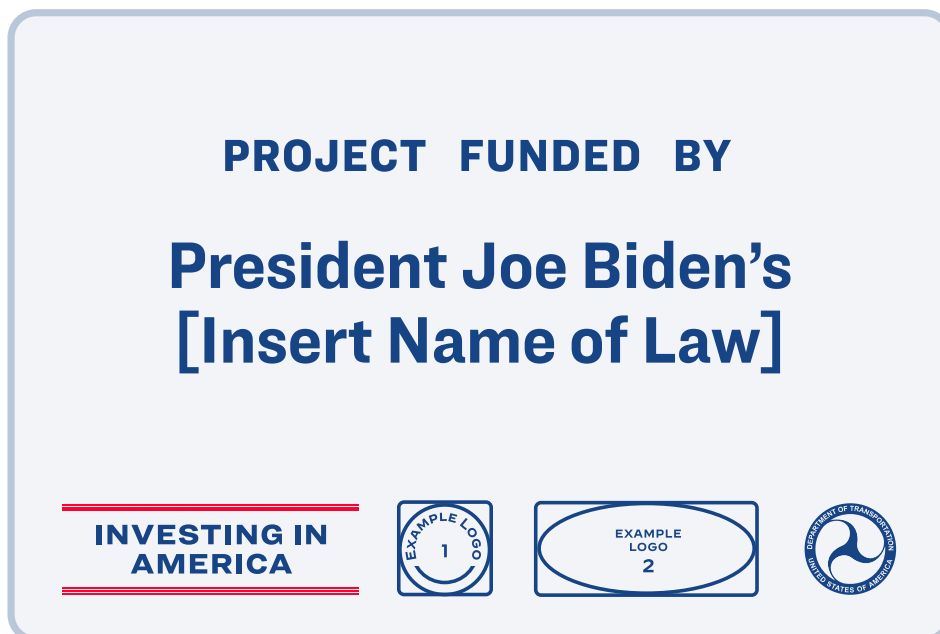 PROJECT FUNDED BY
President Joe Biden’s
[Insert Name of Law]
INVESTING IN
AMERICA
EXAMPLE LOGO
1
EXAMPLE
LOGO
2
DEPARTMENT OF TRANSPORTATION
UNITED STATES OF AMERICA